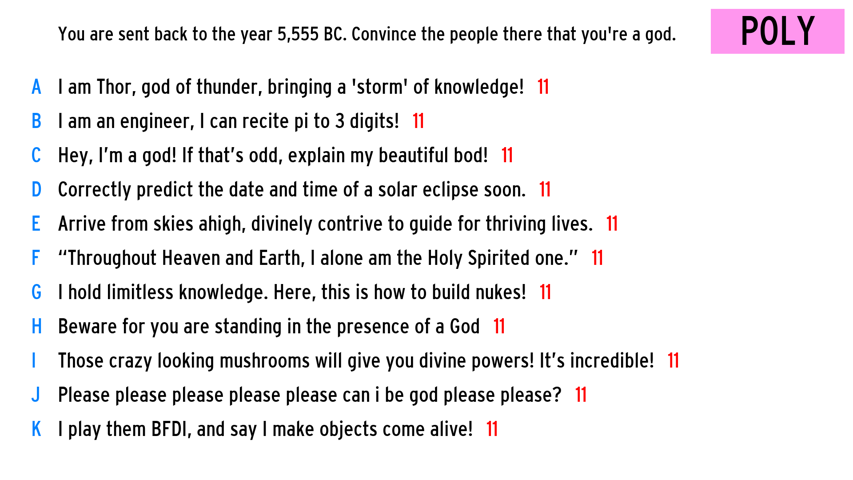 You are sent back to the year 5,555 BC. Convince the people there that you're a god.
POLY
A I am Thor, god of thunder, bringing a 'storm' of knowledge! 11
B I am an engineer, I can recite pi to 3 digits! 11
C Hey, I’m a god! If that’s odd, explain my beautiful bod! 11
D Correctly predict the date and time of a solar eclipse soon. 11
E Arrive from skies ahigh, divinely contrive to guide for thriving lives. 11
F “Throughout Heaven and Earth, I alone am the Holy Spirited one.” 11
G I hold limitless knowledge. Here, this is how to build nukes! 11
H Beware for you are standing in the presence of a God 11
I Those crazy looking mushrooms will give you divine powers! It’s incredible! 11
J Please please please please please can i be god please please? 11
K I play them BFDI, and say I make objects come alive! 11